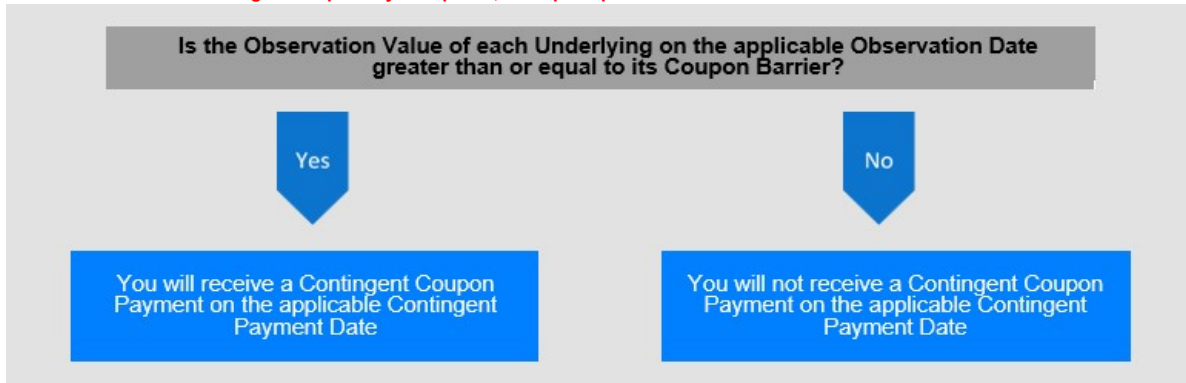 Is the Observation Value of each Underlying on the applicable Observation Date
greater than or equal to its Coupon Barrier?
Yes
No
You will receive a Contingent Coupon
Payment on the applicable Contingent
Payment Date
You will not receive a Contingent Coupon
Payment on the applicable Contingent
Payment Date